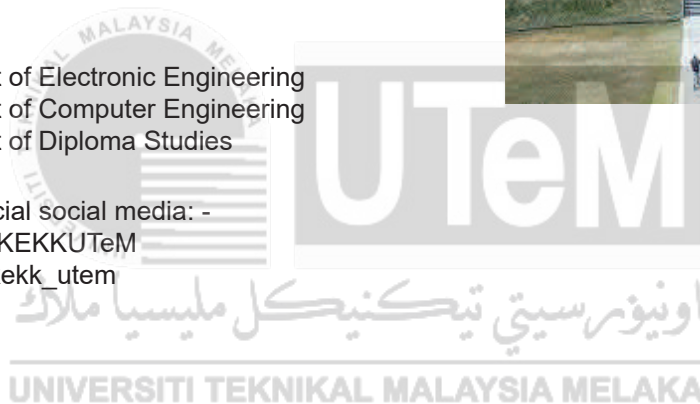 t of Electronic Engineering
t of Computer Engineering
t of Diploma Studies
cial social media: -
KEKKUTeM
ekk_utem
UNIVERSITI TEKNIKAL MALAYSIA MELAKA
UTeM
اونيۏرسيتي تيكنيكل مليسيا ملاك
MALAYSIA